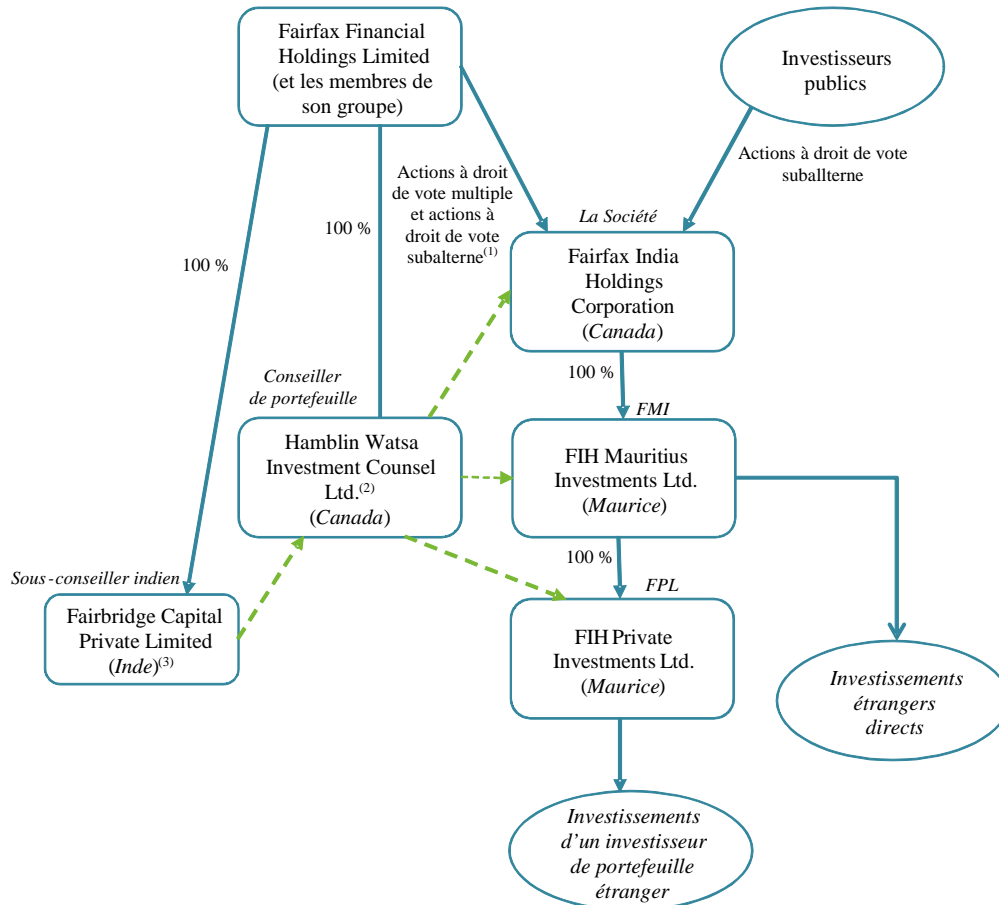 Fairfax Financial
Holdings Limited
(et les membres de
son groupe)
Investisseurs
publics
Actions à droit de vote
suballterne
Actions à droit
de vote multiple
et actions à
droit de vote
subalterne(1)
La Société
100 %
100 %
Fairfax India
Holdings
Corporation
(Canada)
100 %
Conseiller
de portefeuille
FMI
Hamblin Watsa
Investment Counsel
Ltd.(2)
(Canada)
FIH Mauritius
Investments Ltd.
(Maurice)
100 %
Sous-conseiller indien
FPL
Fairbridge Capital
Private Limited
(Inde)(3)
FIH Private
Investments Ltd.
(Maurice)
Investissements
étrangers
directs
Investissements
d’un investisseur
de portefeuille
étranger